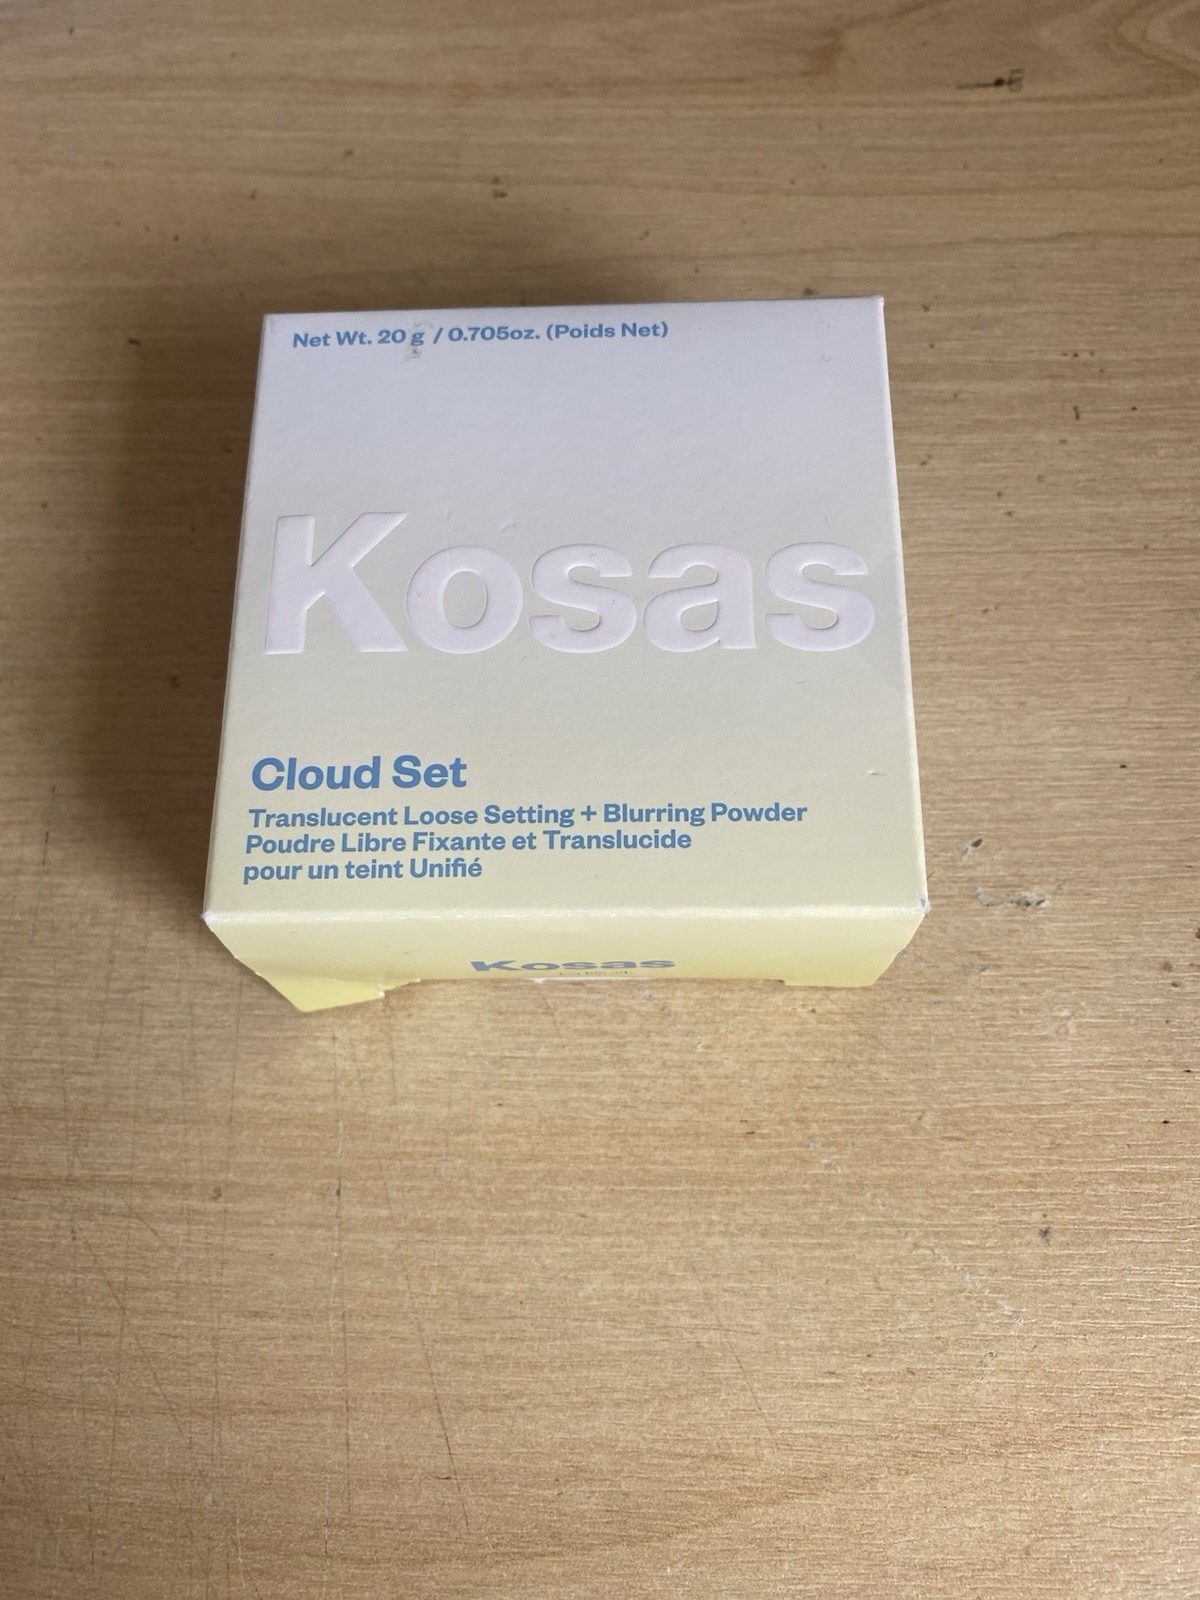 Net Wt. 20 g / 0.705oz. (Poids Net)
Kosas
Cloud Set
Translucent Loose Setting + Blurring Powder
Poudre Libre Fixante et Translucide
pour un teint Unifié
Kosas